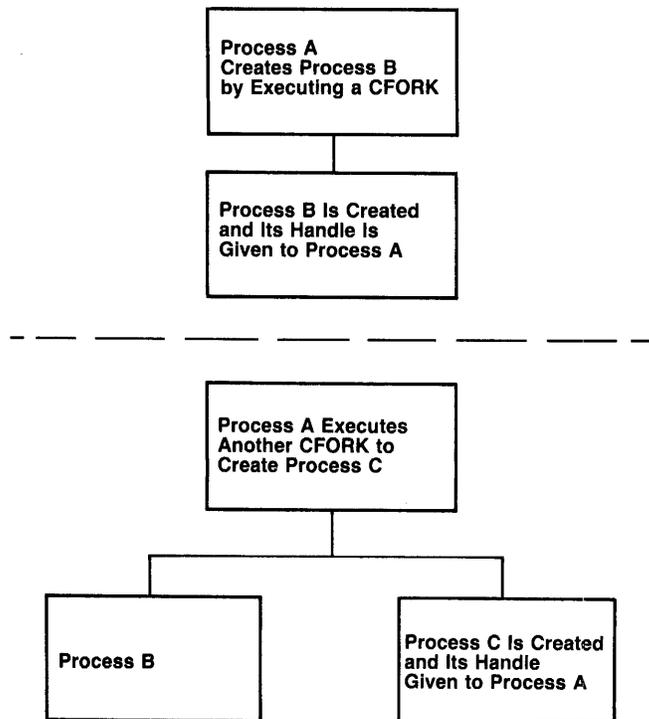 Process A
Creates Process B
by Executing a CFORK
Process B Is Created
and Its Handle Is
Given to Process A
Process A Executes
Another CFORK to
Create Process C
Process B
Process C Is Created
and Its Handle
Given to Process A